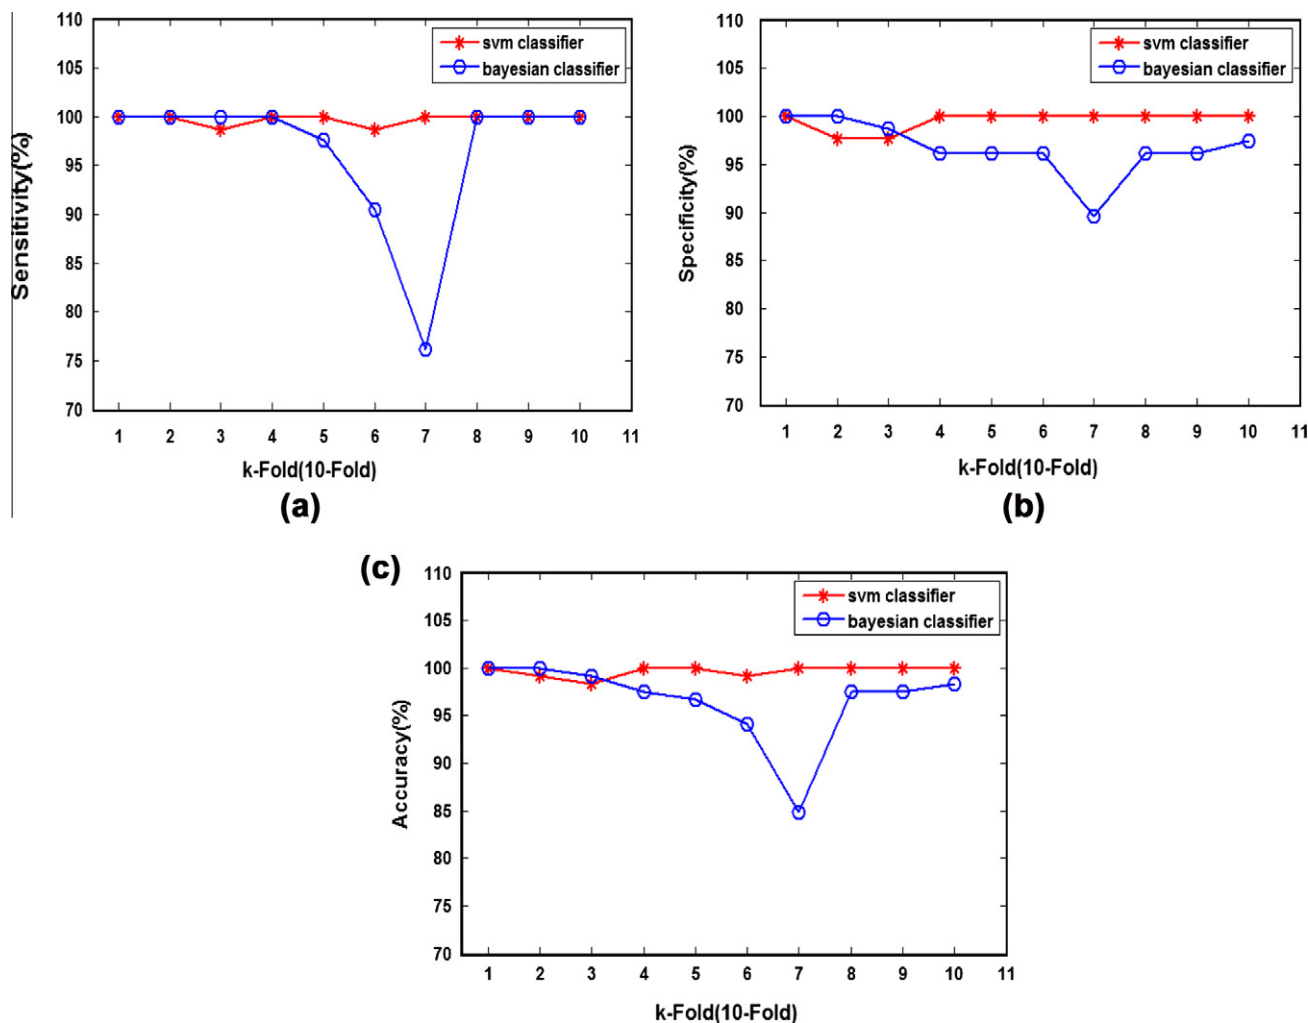 110
105
100
95
90
85
80
75
70
Sensitivity(%)
svm classifier
bayesian classifier
1 2 3 4 5 6 7 8 9 10 11
k-Fold(10-Fold)
(a)
110
105
100
95
90
85
80
75
70
Specificity(%)
svm classifier
bayesian classifier
1 2 3 4 5 6 7 8 9 10 11
k-Fold(10-Fold)
(b)
(c)
110
105
100
95
90
85
80
75
70
Accuracy(%)
svm classifier
bayesian classifier
1 2 3 4 5 6 7 8 9 10 11
k-Fold(10-Fold)